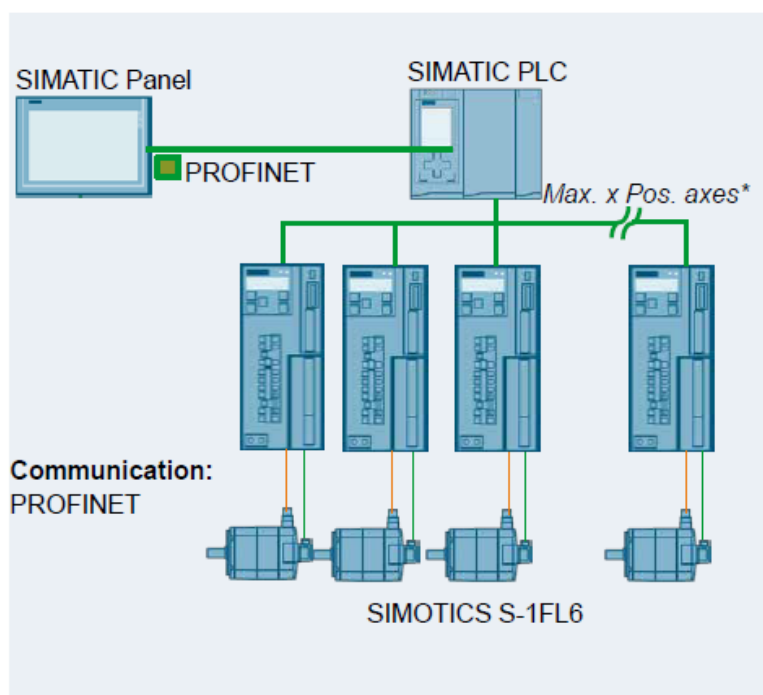 SIMATIC Panel
SIMATIC PLC
PROFINET
Max. x Pos. axes*
Communication:
PROFINET
SIMOTICS S-1FL6